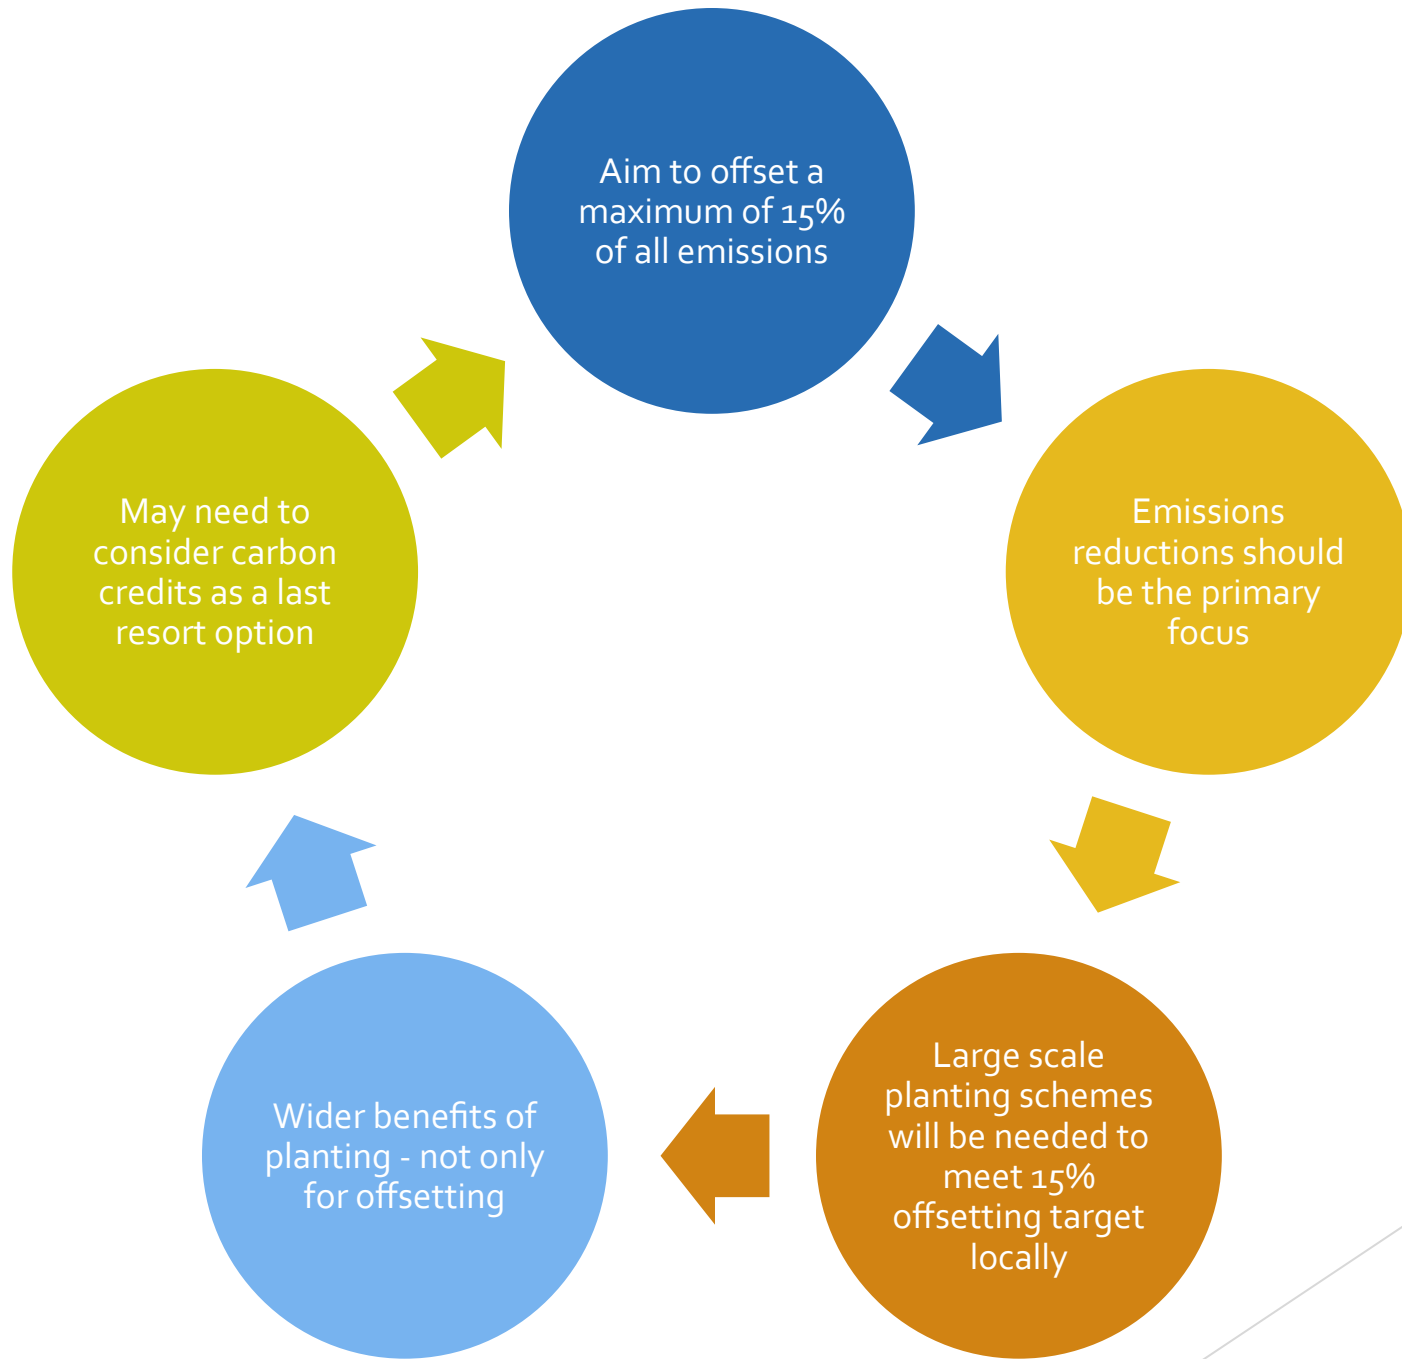 Aim to offset a
maximum of 15%
of all emissions
Emissions
reductions should
be the primary
focus
Large scale
planting schemes
will be needed to
meet 15%
offsetting target
locally
Wider benefits of
planting - not only
for offsetting
May need to
consider carbon
credits as a last
resort option